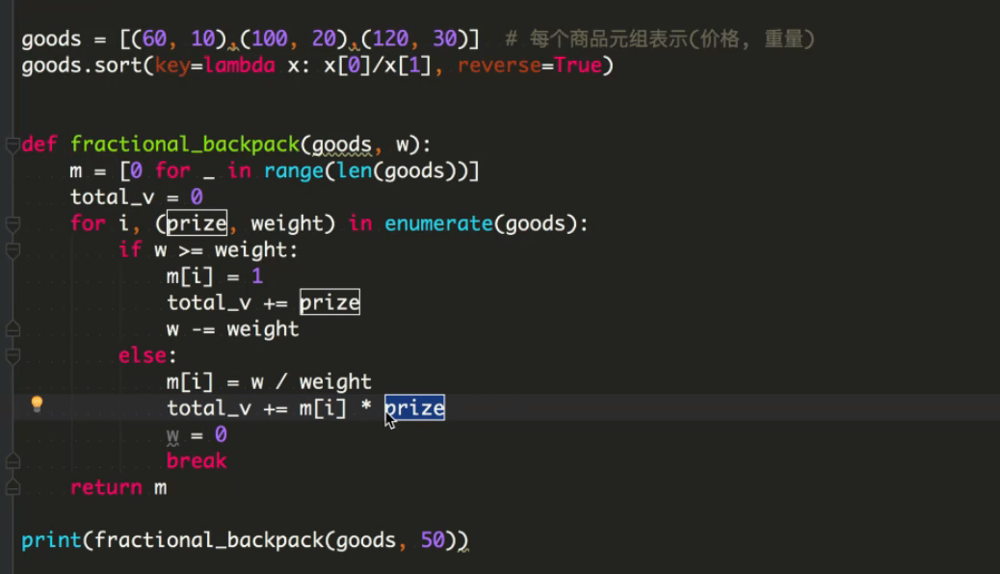 goods = [(60, 10),(100, 20),(120, 30)]  # 每个商品元组表示(价格, 重量)
goods.sort(key=lambda x: x[0]/x[1], reverse=True)
def fractional_backpack(goods, w):
    m = [0 for _ in range(len(goods))]
    total_v = 0
    for i, (prize, weight) in enumerate(goods):
        if w >= weight:
            m[i] = 1
            total_v += prize
            w -= weight
        else:
            m[i] = w / weight
            total_v += m[i] * prize
            w = 0
            break
    return m
print(fractional_backpack(goods, 50))